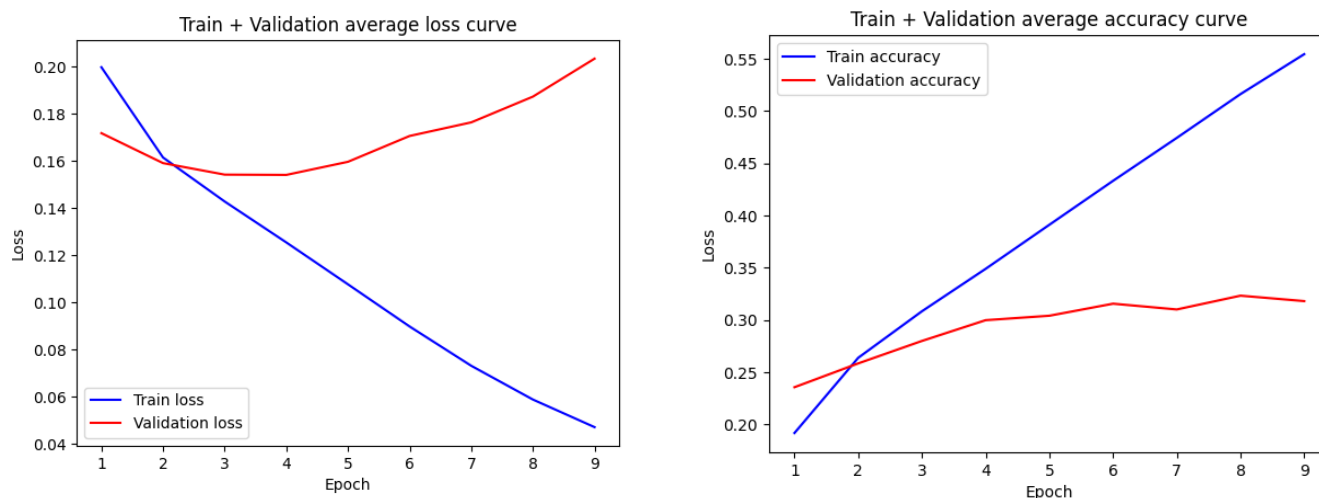 Train + Validation average loss curve
0.20
0.18
0.16
0.14
0.12
0.10
0.08
0.06
0.04
Loss
Train loss
Validation loss
1 2 3 4 5 6 7 8 9
Epoch
Train + Validation average accuracy curve
Train accuracy
Validation accuracy
0.55
0.50
0.45
0.40
0.35
0.30
0.25
0.20
Loss
1 2 3 4 5 6 7 8 9
Epoch